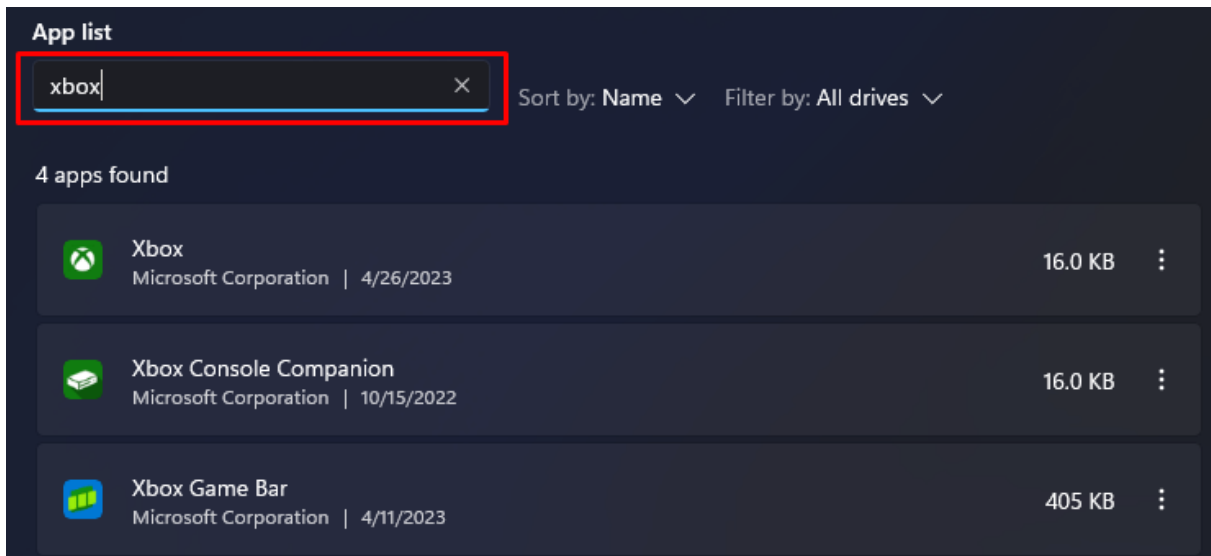 App list
xbox
Sort by: Name Filter by: All drives
4 apps found
Xbox
Microsoft Corporation | 4/26/2023
16.0 KB
Xbox Console Companion
Microsoft Corporation | 10/15/2022
16.0 KB
Xbox Game Bar
Microsoft Corporation | 4/11/2023
405 KB